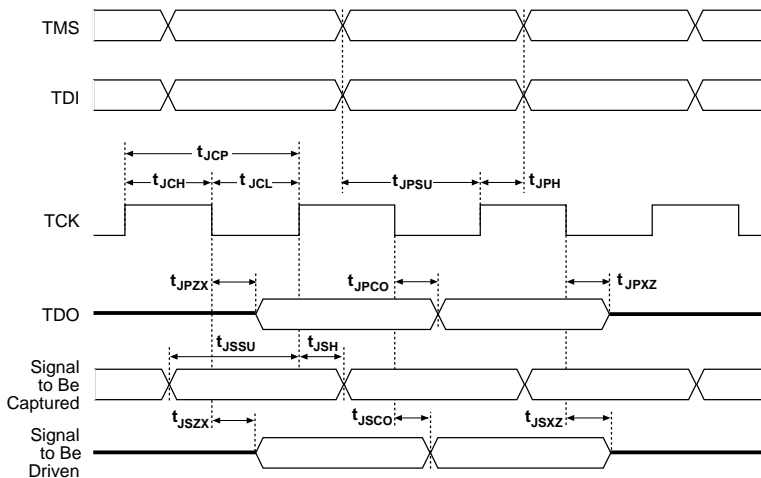 TMS
TDI
tJCP
tJCH
tJCL
tJPSU
tJPH
TCK
tJPZX
tJPCO
tJPXZ
TDO
tJSSU
tJSH
Signal
to Be
Captured
tJSZX
tJSCO
tJSXZ
Signal
to Be
Driven